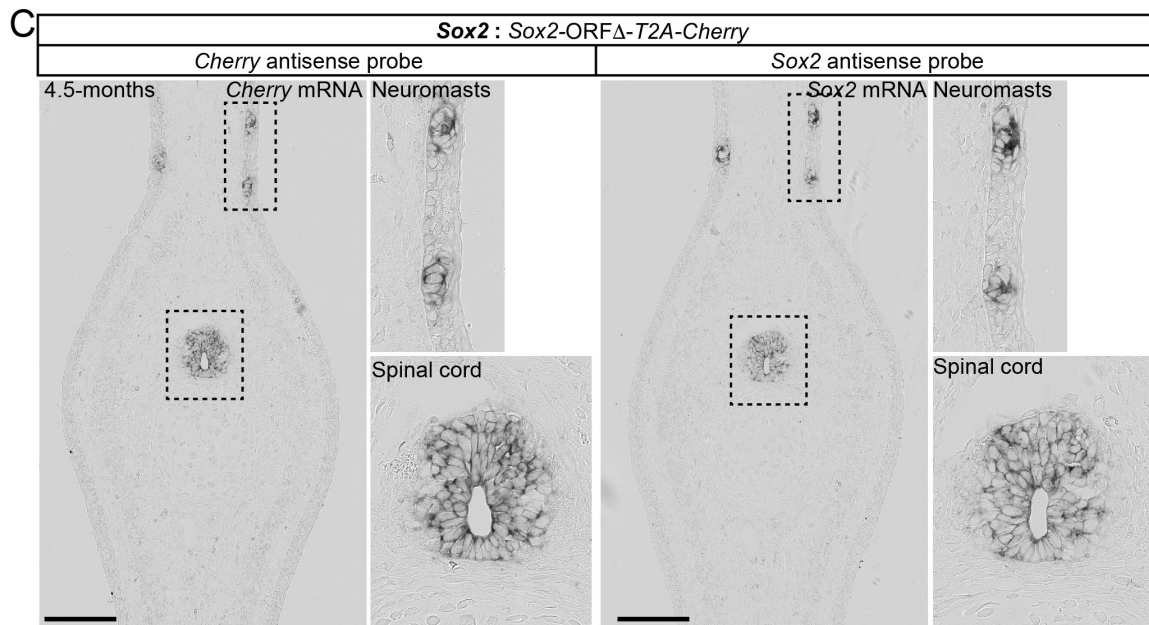 C
Sox2 : Sox2-ORFΔ-T2A-Cherry
Cherry antisense probe
Sox2 antisense probe
4.5-months
Cherry mRNA
Neuromasts
Spinal cord
Sox2 mRNA
Neuromasts
Spinal cord